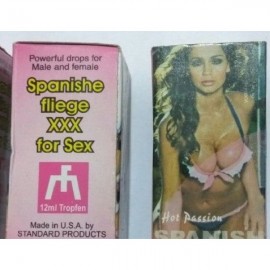 Powerful drops for
Male and female
Spanishe
fliege
XXX
for Sex
12ml Tropfen
Made in U.S.A. by
STANDARD PRODUCTS
Hot Passion
SPANISH